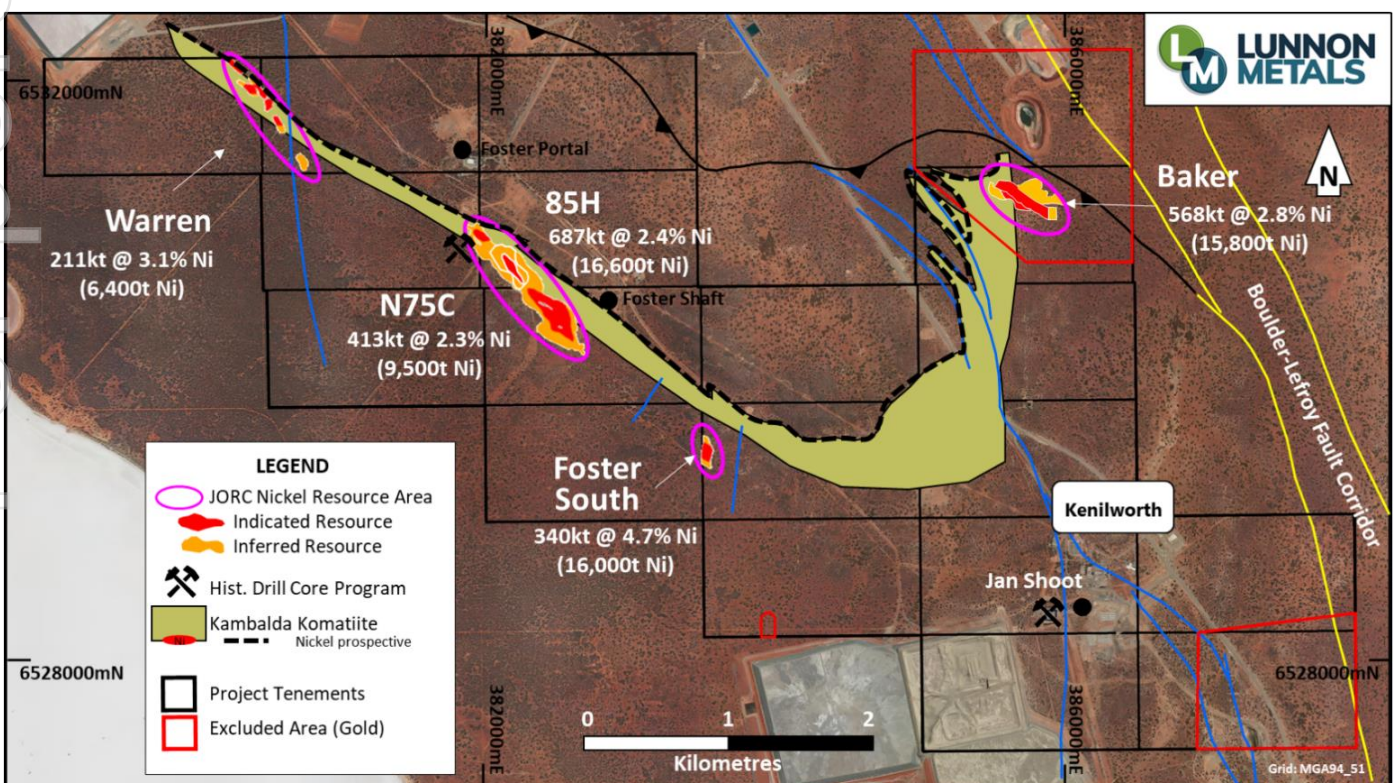 LUNNON
METALS
LM
382000mE
386000mE
6532000mN
N
Foster Portal
Baker
568kt @ 2.8% Ni
(15,800t Ni)
Warren
211kt @ 3.1% Ni
(6,400t Ni)
85H
687kt @ 2.4% Ni
(16,600t Ni)
Foster Shaft
N75C
413kt @ 2.3% Ni
(9,500t Ni)
Boulder-Lefroy Fault Corridor
Foster
South
340kt @ 4.7% Ni
(16,000t Ni)
Kenilworth
Jan Shoot
LEGEND
JORC Nickel Resource Area
Indicated Resource
Inferred Resource
Hist. Drill Core Program
Kambalda Komatiite
Ni
Nickel prospective
Project Tenements
Excluded Area (Gold)
6528000mN
6528000mN
382000mE
386000mE
0 1 2
Kilometres
Grid: MGA94_51